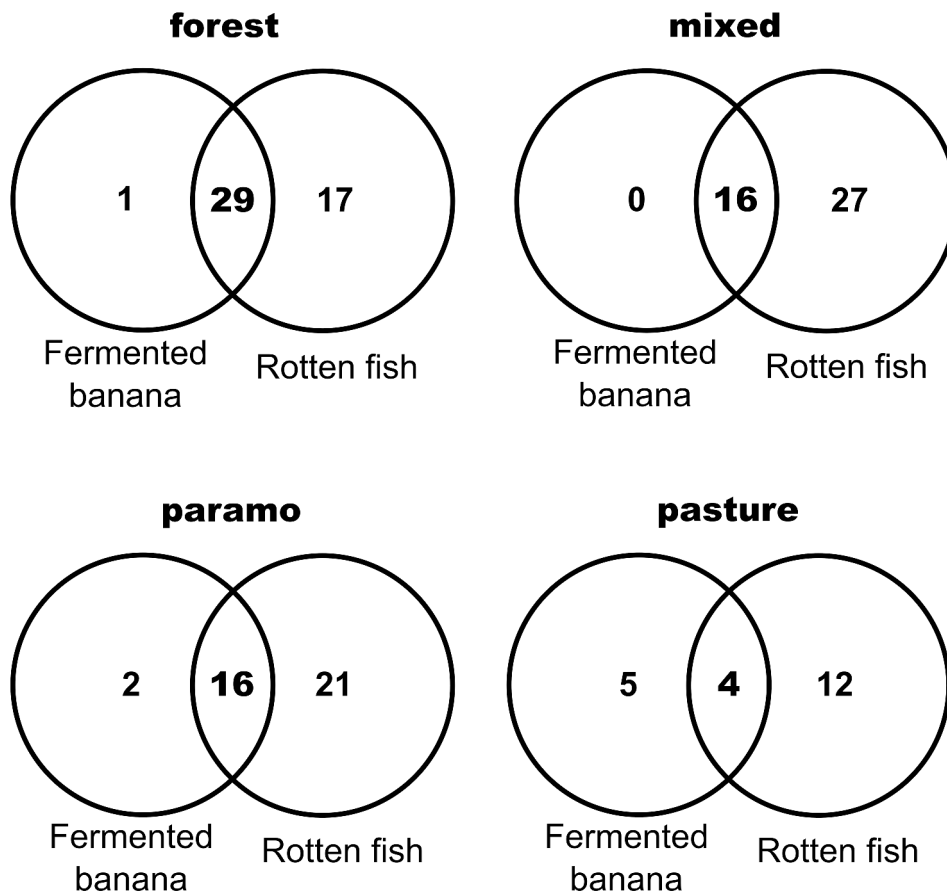 forest
1 29 17
Fermented
banana
Rotten fish
mixed
0 16 27
Fermented
banana
Rotten fish
paramo
2 16 21
Fermented
banana
Rotten fish
pasture
5 4 12
Fermented
banana
Rotten fish